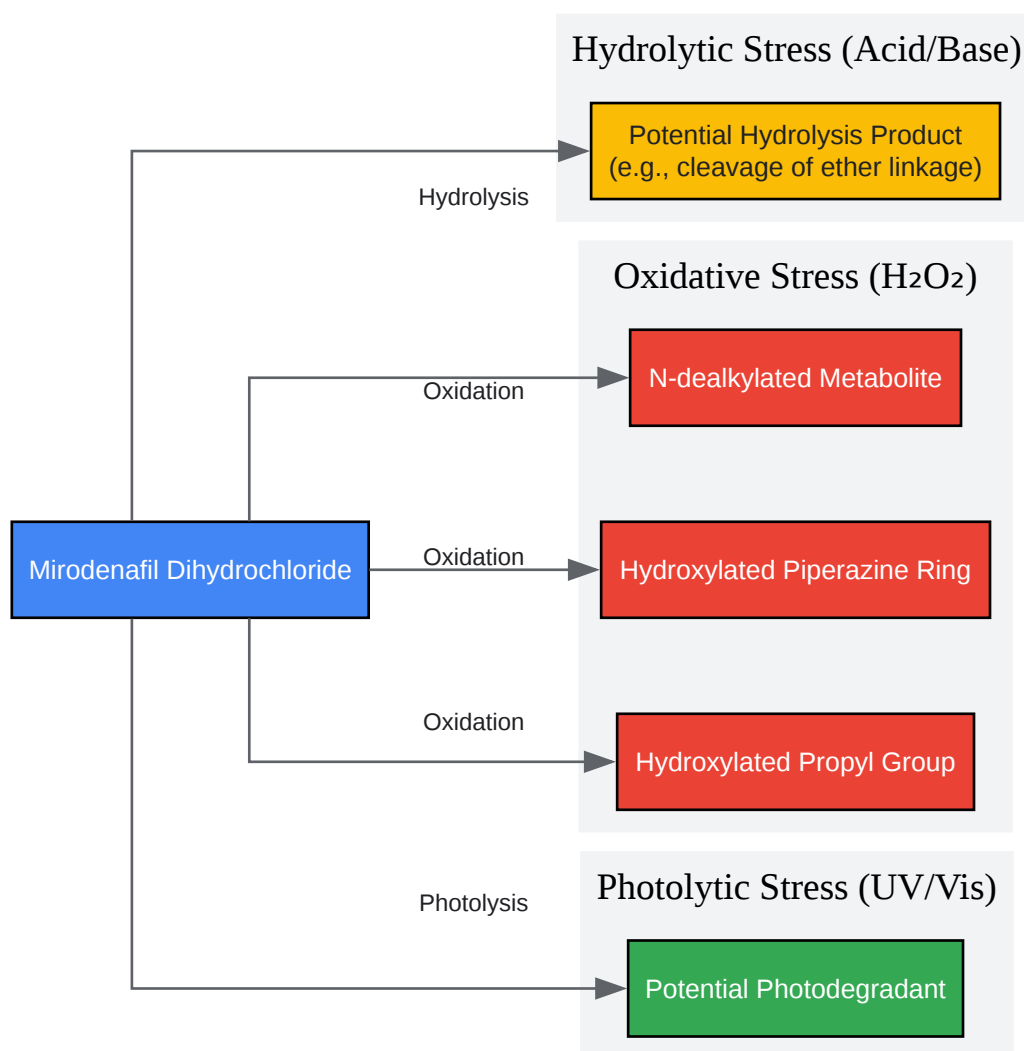 Hydrolytic Stress (Acid/Base)
Potential Hydrolysis Product
(e.g., cleavage of ether linkage)
Hydrolysis
Oxidative Stress (H₂O₂)
N-dealkylated Metabolite
Oxidation
Mirodenafil Dihydrochloride
Oxidation
Hydroxylated Piperazine Ring
Oxidation
Hydroxylated Propyl Group
Photolytic Stress (UV/Vis)
Photolysis
Potential Photodegradant